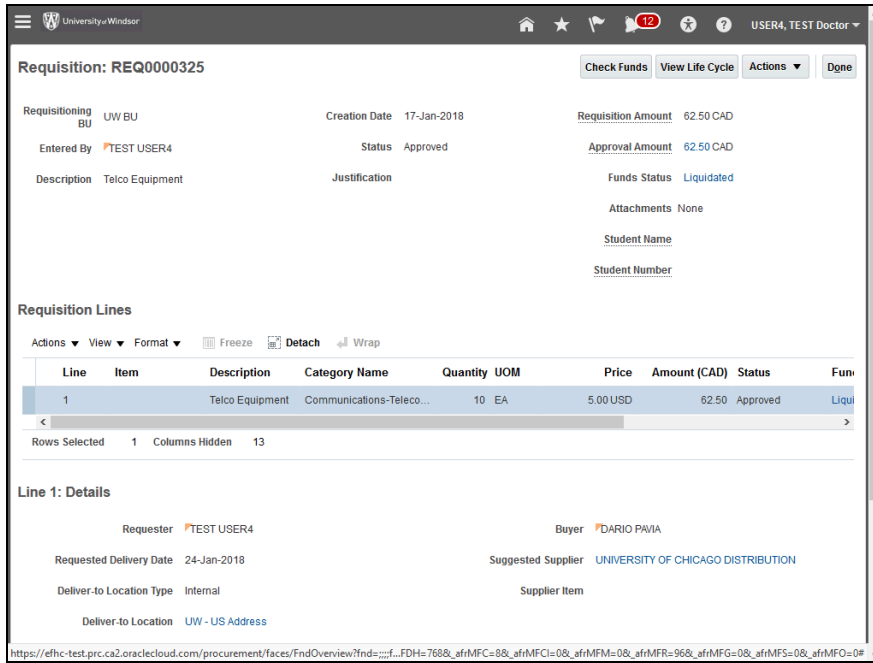 University of Windsor
12
?
USER4, TEST Doctor
Requisition: REQ0000325
Check Funds View Life Cycle Actions Done
Requisitioning BU UW BU Creation Date 17-Jan-2018 Requisition Amount 62.50 CAD
Entered By TEST USER4 Status Approved Approval Amount 62.50 CAD
Description Telco Equipment Justification Funds Status Liquidated
Attachments None
Student Name
Student Number
Requisition Lines
Actions View Format Freeze Detach Wrap
Line Item Description Category Name Quantity UOM Price Amount (CAD) Status Fun
1 Telco Equipment Communications-Teleco... 10 EA 5.00 USD 62.50 Approved Liqui
Rows Selected 1 Columns Hidden 13
Line 1: Details
Requester TEST USER4 Buyer DARIO PAVIA
Requested Delivery Date 24-Jan-2018 Suggested Supplier UNIVERSITY OF CHICAGO DISTRIBUTION
Deliver-to Location Type Internal Supplier Item
Deliver-to Location UW - US Address
https://efhc-test.prc.ca2.oraclecloud.com/procurement/faces/FndOverview?fnd=;;;;f...FDH=768&_afrMFC=8&_afrMFCI=0&_afrMFM=0&_afrMFR=96&_afrMFG=0&_afrMFS=0&_afrMFO=0#